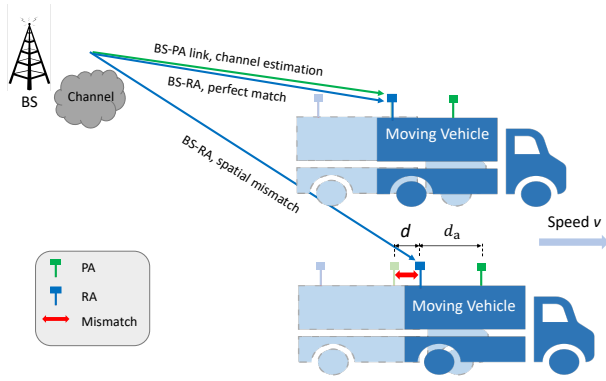 BS-PA link, channel estimation
BS-RA, perfect match
BS
Channel
BS-RA, spatial mismatch
Moving Vehicle
Speed v
d
dₐ
PA
RA
Mismatch
Moving Vehicle